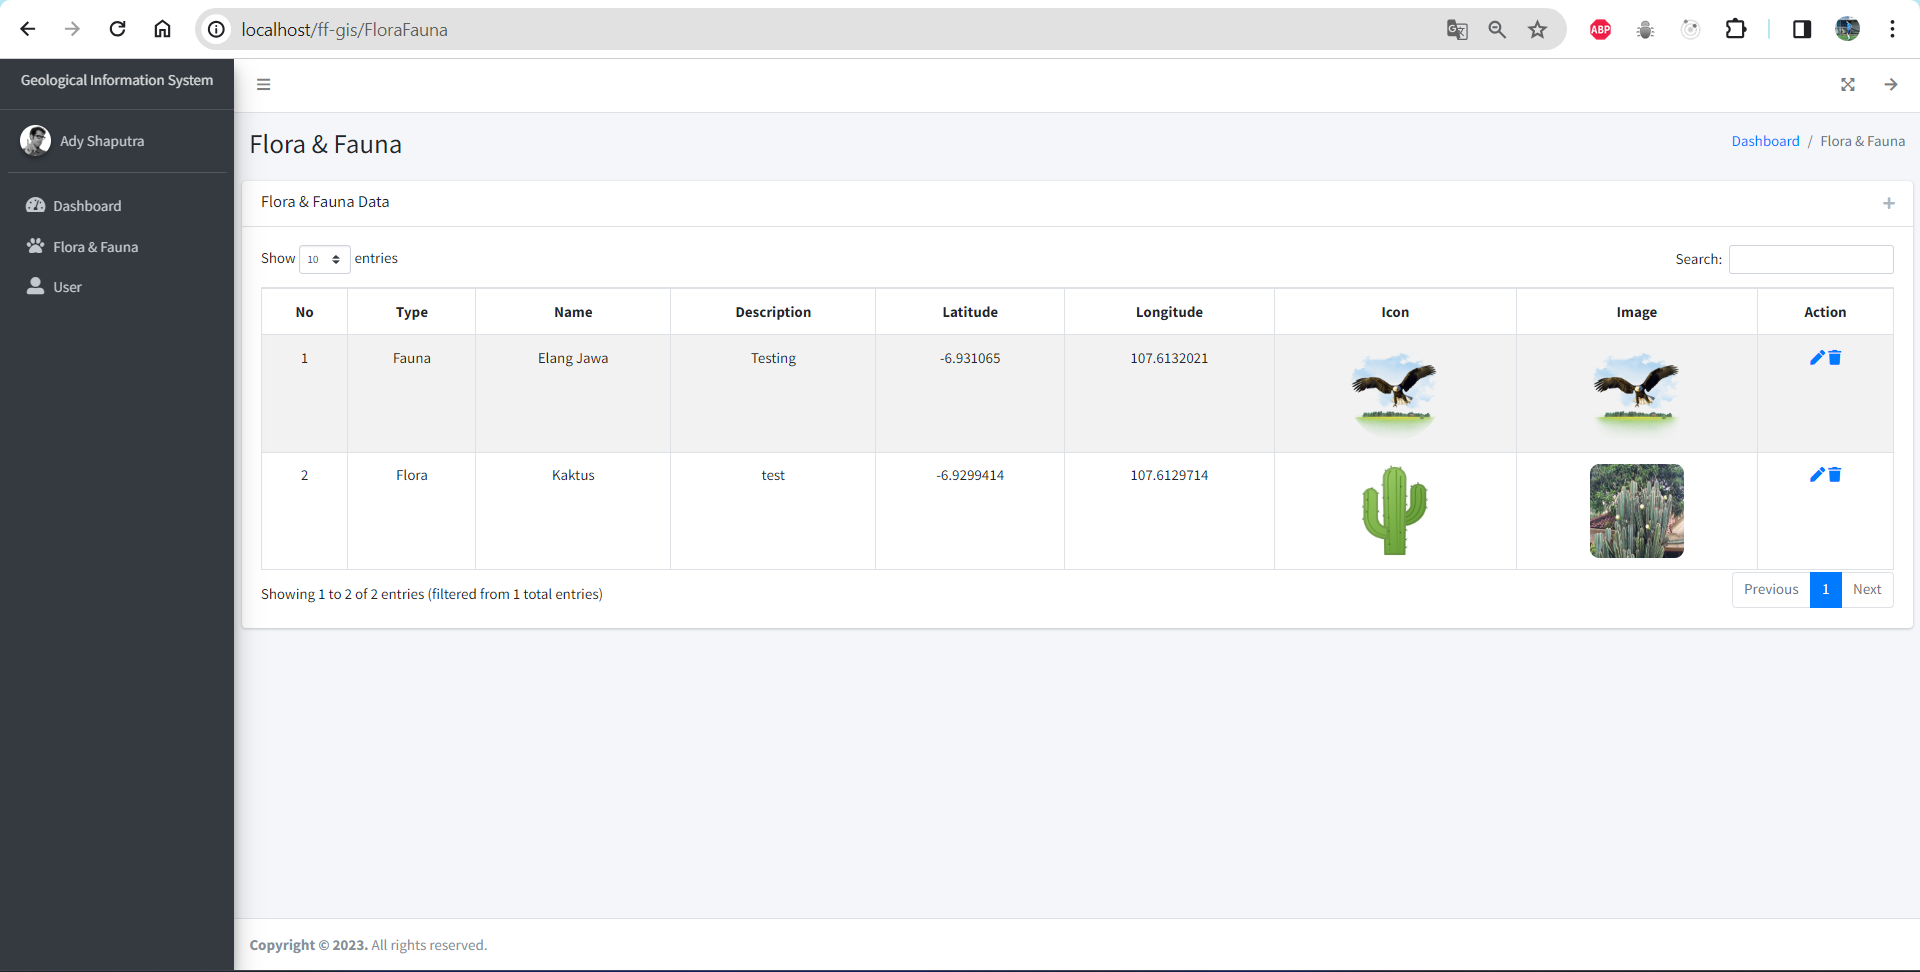 localhost/ff-gis/FloraFauna
ABP
Geological Information System
Ady Shaputra
Dashboard
Flora & Fauna
User
Flora & Fauna
Dashboard / Flora & Fauna
Flora & Fauna Data
Show 10 entries
Search:
No Type Name Description Latitude Longitude Icon Image Action
1 Fauna Elang Jawa Testing -6.931065 107.6132021
2 Flora Kaktus test -6.9299414 107.6129714
Showing 1 to 2 of 2 entries (filtered from 1 total entries)
Previous 1 Next
Copyright © 2023. All rights reserved.